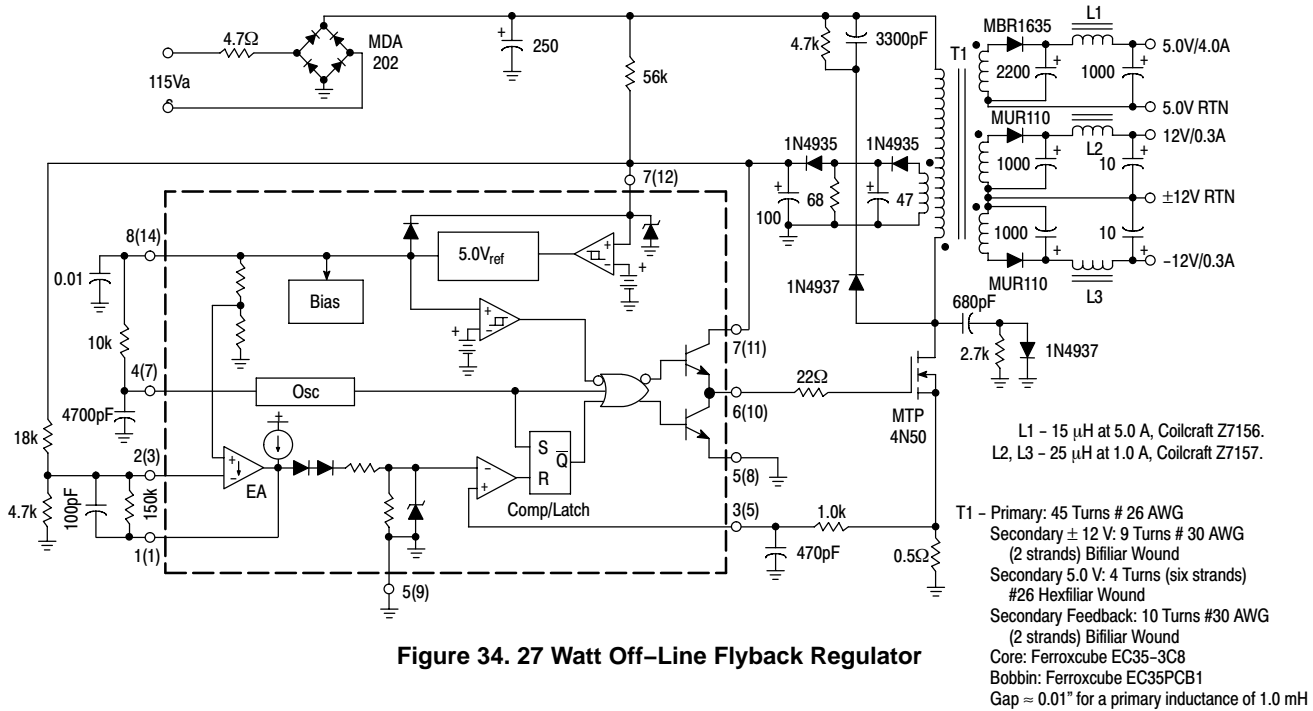 4.7Ω
MDA
202
115Va
+
250
56k
4.7k
3300pF
T1
MBR1635
L1
5.0V/4.0A
+
2200
+
1000
5.0V RTN
MUR110
12V/0.3A
L2
+
1000
+
10
±12V RTN
1000
+
10
+
−12V/0.3A
MUR110
L3
1N4935
1N4935
+
100
68
+
47
7(12)
8(14)
0.01
5.0Vref
+
−
+
Bias
+
−
+
10k
1N4937
680pF
2.7k
1N4937
7(11)
4(7)
Osc
4700pF
22Ω
6(10)
MTP
4N50
18k
+
S
R
Q
5(8)
2(3)
+
−
EA
−
+
Comp/Latch
4.7k
100pF
150k
3(5)
1.0k
470pF
0.5Ω
1(1)
5(9)
L1 − 15 μH at 5.0 A, Coilcraft Z7156.
L2, L3 − 25 μH at 1.0 A, Coilcraft Z7157.
T1 − Primary: 45 Turns # 26 AWG
Secondary ± 12 V: 9 Turns # 30 AWG
(2 strands) Bifiliar Wound
Secondary 5.0 V: 4 Turns (six strands)
#26 Hexfiliar Wound
Secondary Feedback: 10 Turns #30 AWG
(2 strands) Bifiliar Wound
Core: Ferroxcube EC35−3C8
Bobbin: Ferroxcube EC35PCB1
Gap ≈ 0.01" for a primary inductance of 1.0 mH
Figure 34. 27 Watt Off−Line Flyback Regulator